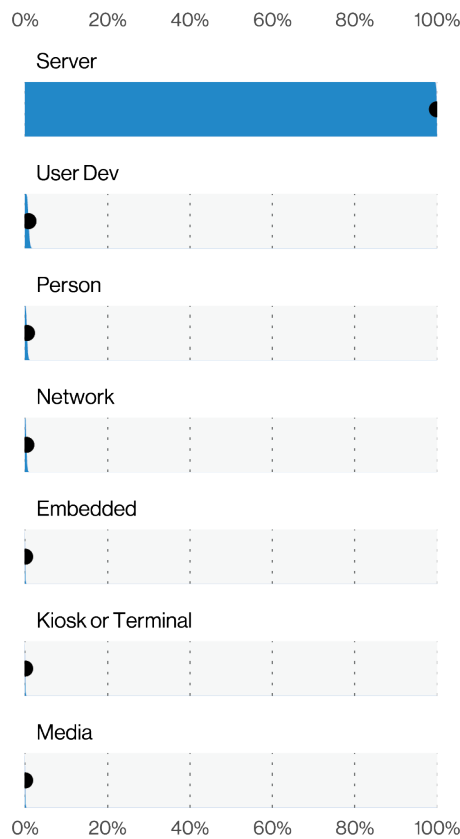 0% 20% 40% 60% 80% 100%
Server
User Dev
Person
Network
Embedded
Kiosk or Terminal
Media
0% 20% 40% 60% 80% 100%